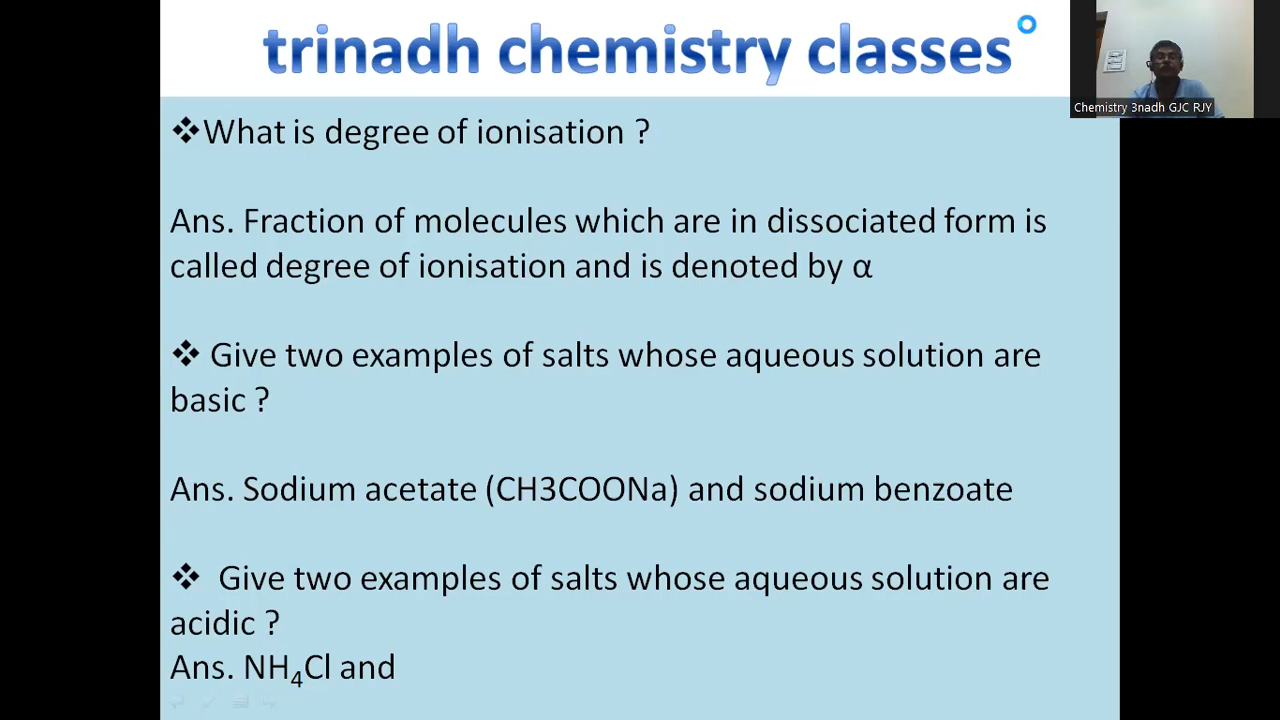 trinadh chemistry classes
Chemistry 3nadh GJC RJY
❖What is degree of ionisation ?
Ans. Fraction of molecules which are in dissociated form is
called degree of ionisation and is denoted by α
❖ Give two examples of salts whose aqueous solution are
basic ?
Ans. Sodium acetate (CH3COONa) and sodium benzoate
❖ Give two examples of salts whose aqueous solution are
acidic ?
Ans. NH₄Cl and